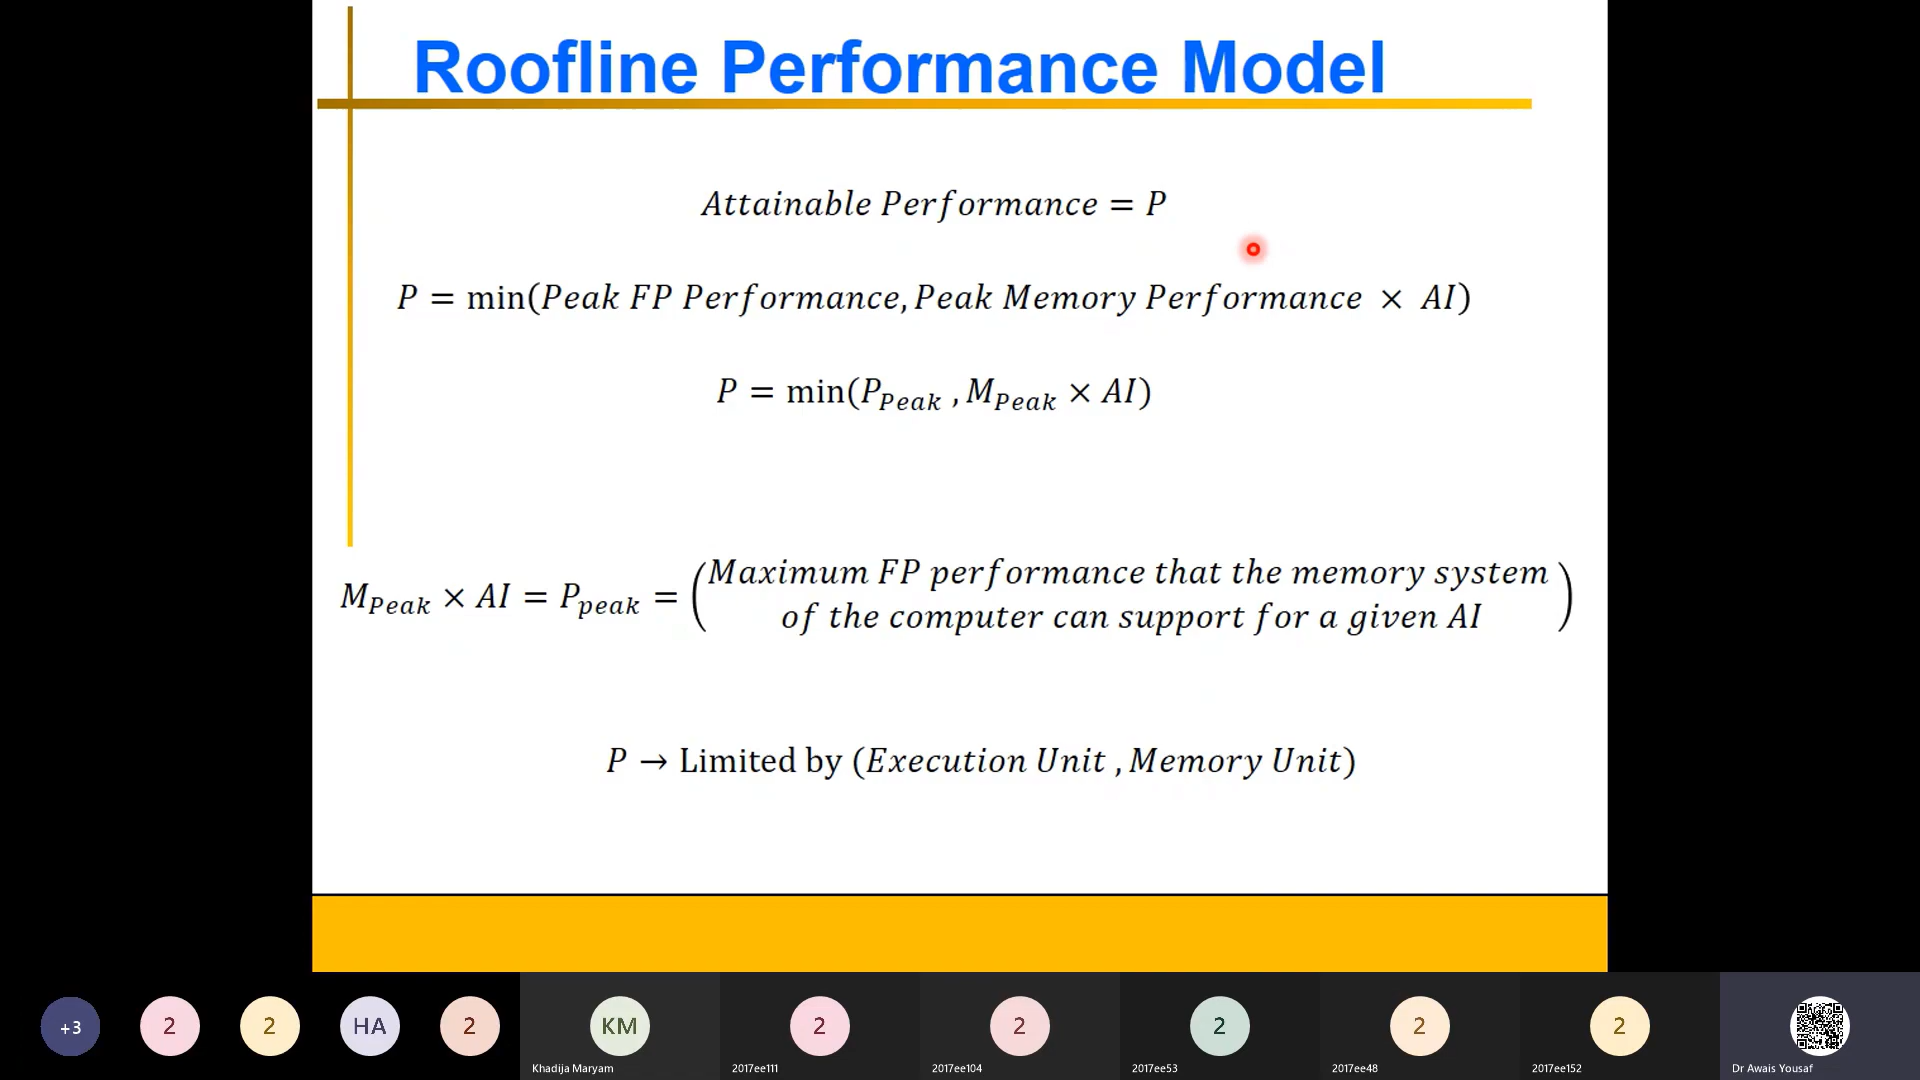 Roofline Performance Model
Attainable Performance = P
P = min(Peak FP Performance, Peak Memory Performance × AI)
P = min(P_Peak , M_Peak × AI)
M_Peak × AI = P_peak = (Maximum FP performance that the memory system
of the computer can support for a given AI)
P → Limited by (Execution Unit , Memory Unit)
+3 2 2 HA 2 KM 2 2 2 2 2
Khadija Maryam 2017ee111 2017ee104 2017ee53 2017ee48 2017ee152 Dr Awais Yousaf